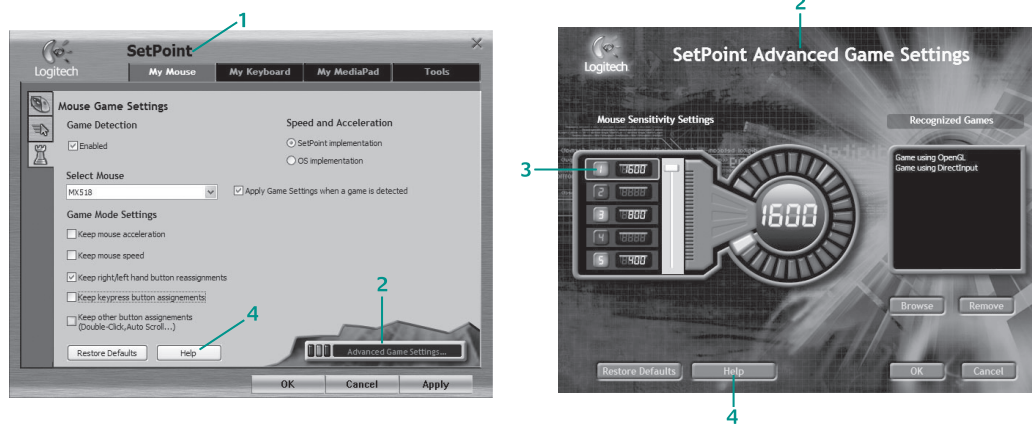 1
SetPoint
Logitech
My Mouse
My Keyboard
My MediaPad
Tools
Mouse Game Settings
Game Detection
Enabled
Speed and Acceleration
SetPoint implementation
OS implementation
Select Mouse
MX518
Apply Game Settings when a game is detected
Game Mode Settings
Keep mouse acceleration
Keep mouse speed
Keep right/left hand button reassignments
Keep keypress button assignements
Keep other button assignements
(Double-Click,Auto Scroll...)
2
4
Restore Defaults
Help
Advanced Game Settings...
OK
Cancel
Apply
2
Logitech
SetPoint Advanced Game Settings
Mouse Sensitivity Settings
Recognized Games
3
1 1600
2
3 800
4
5 400
1600
Game using OpenGL
Game using DirectInput
Browse
Remove
Restore Defaults
Help
OK
Cancel
4